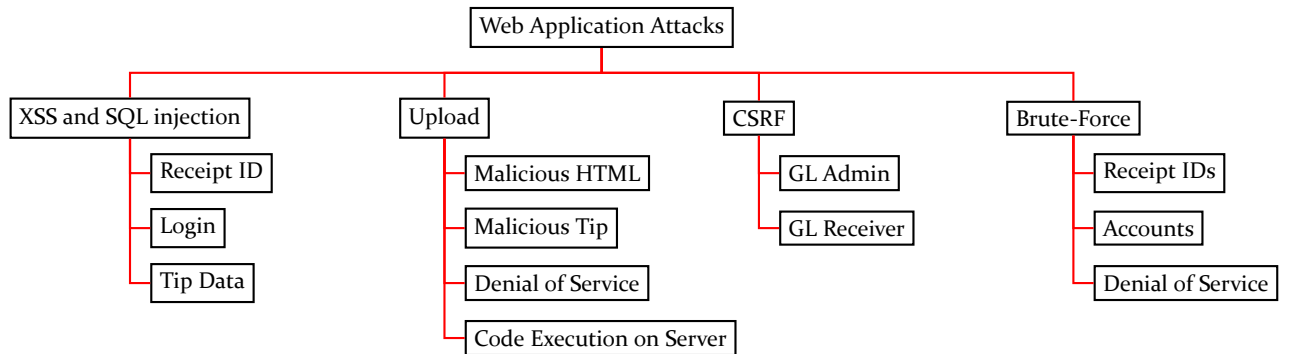 Web Application Attacks
XSS and SQL injection
Receipt ID
Login
Tip Data
Upload
Malicious HTML
Malicious Tip
Denial of Service
Code Execution on Server
CSRF
GL Admin
GL Receiver
Brute-Force
Receipt IDs
Accounts
Denial of Service